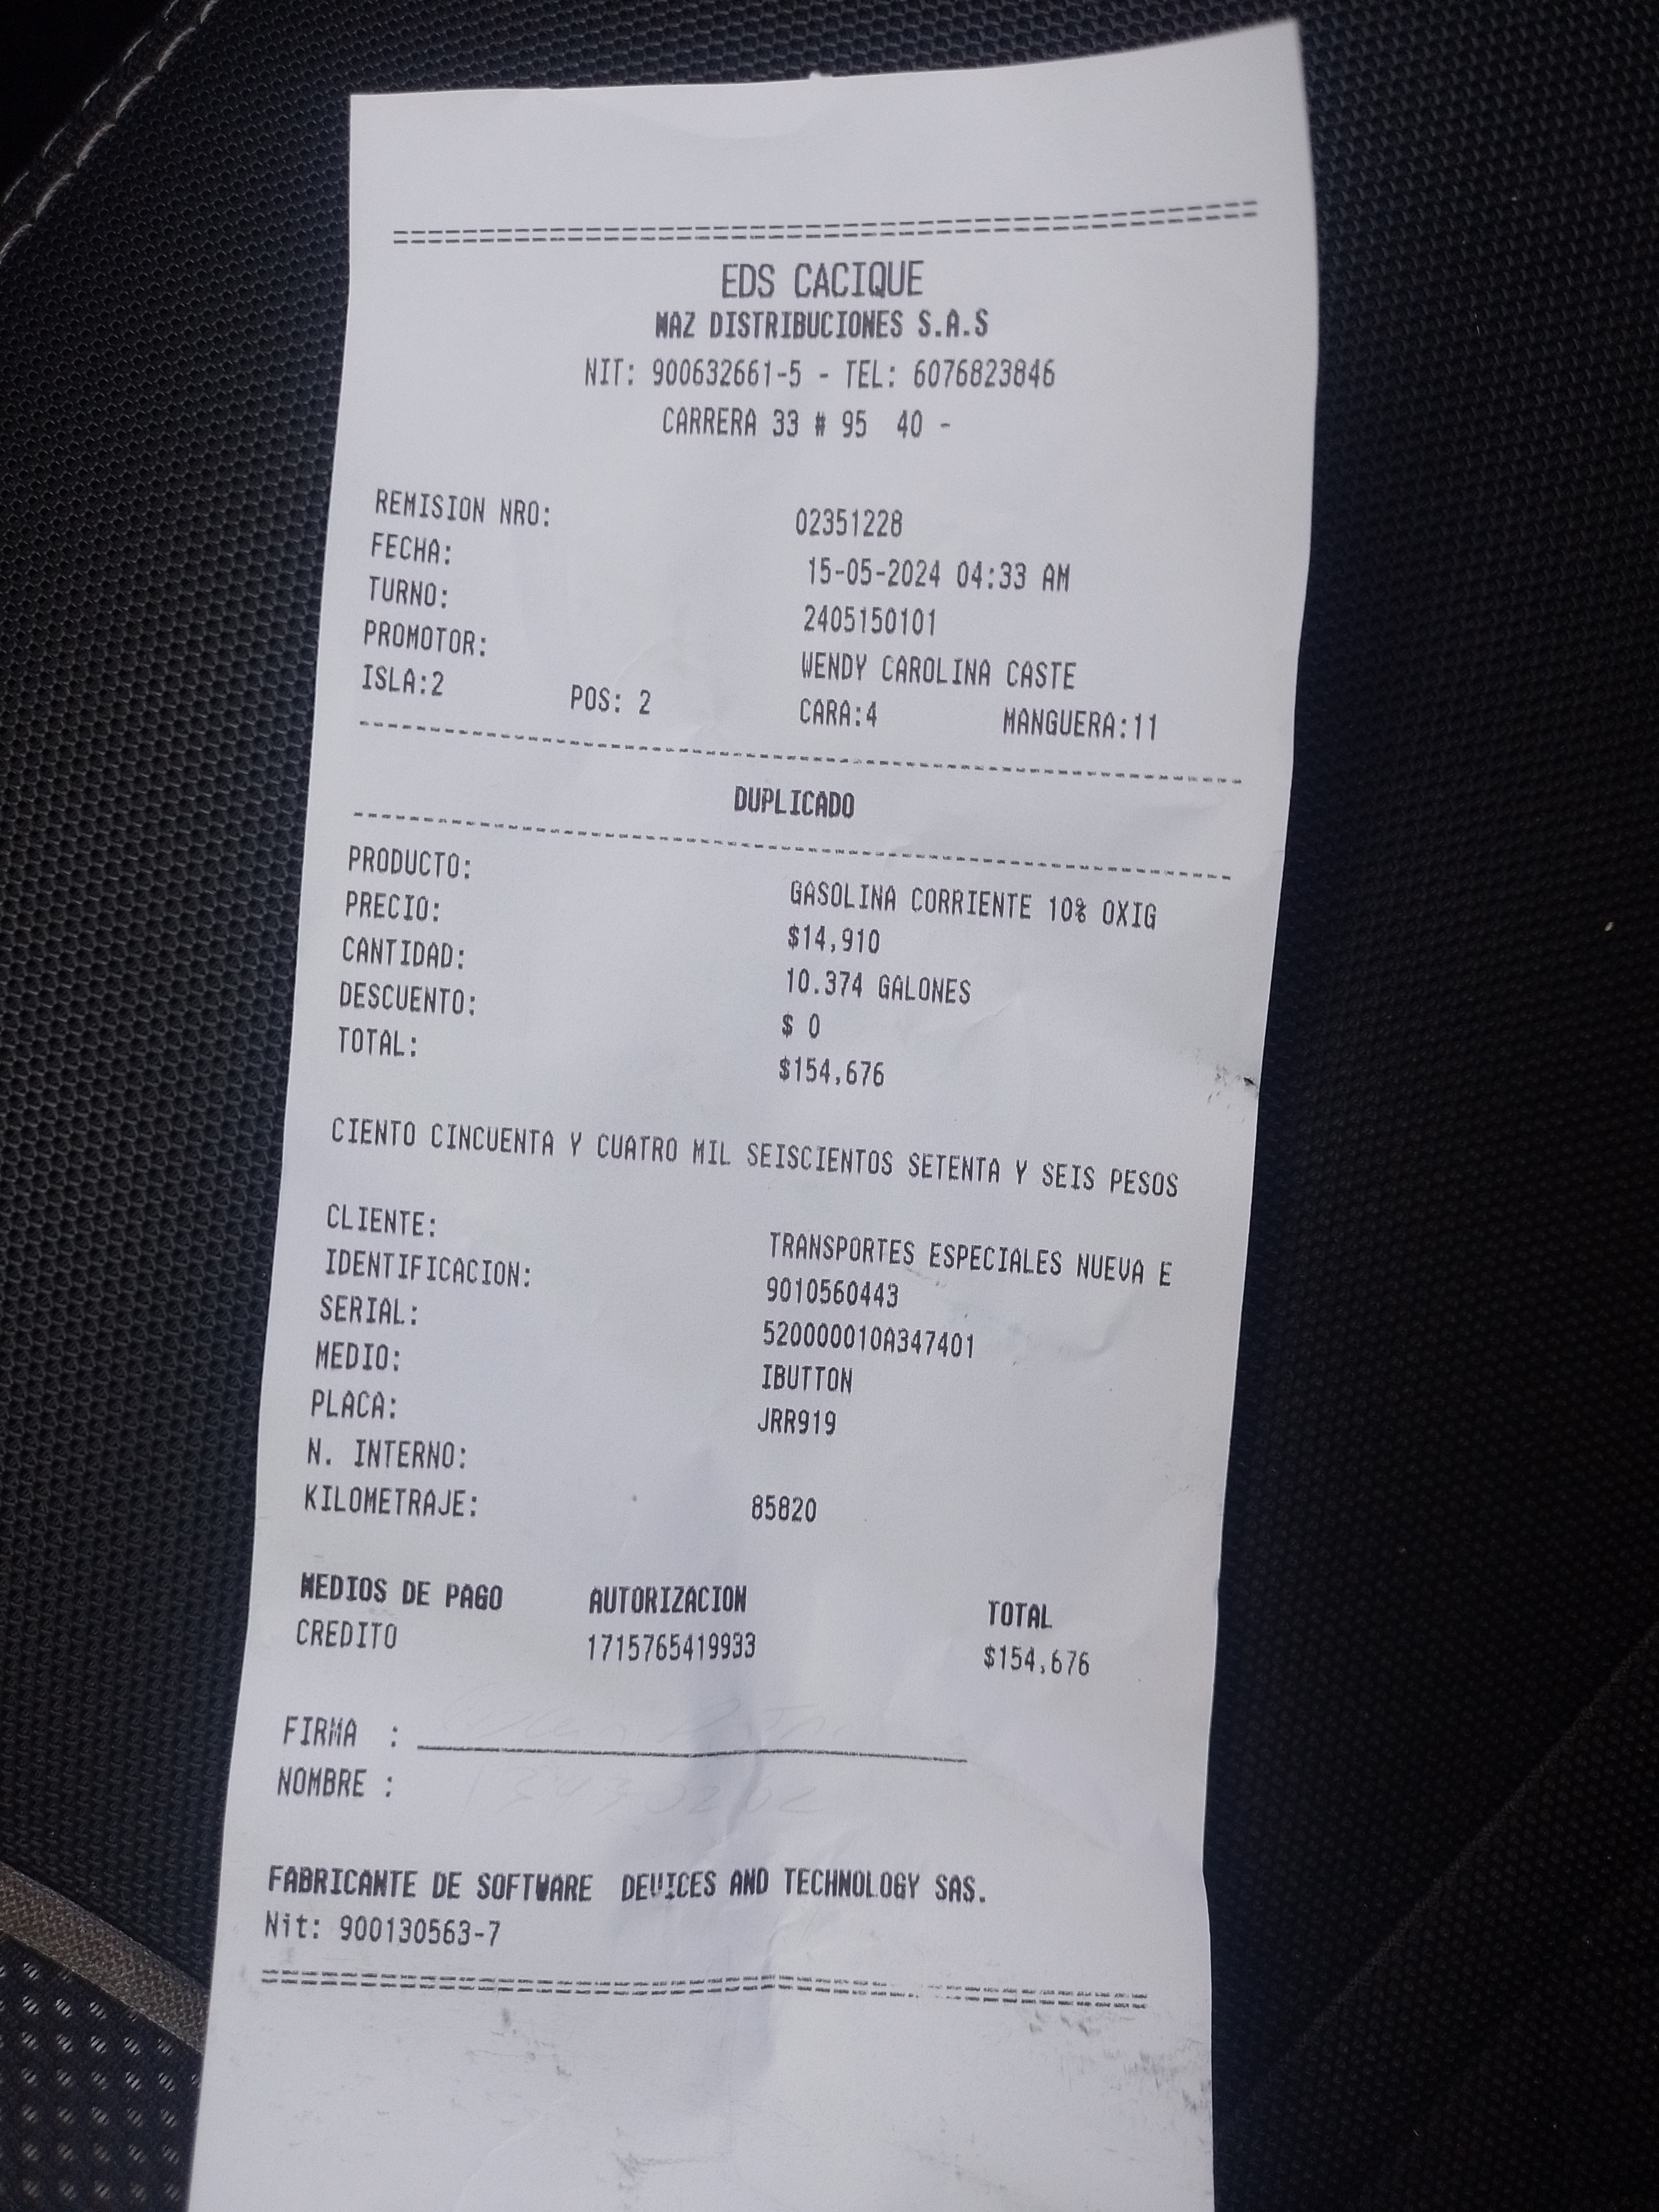 EDS CACIQUE
MAZ DISTRIBUCIONES S.A.S
NIT: 900632661-5 - TEL: 6076823846
CARRERA 33 # 95 40 -
REMISION NRO: 02351228
FECHA: 15-05-2024 04:33 AM
TURNO: 2405150101
PROMOTOR: WENDY CAROLINA CASTE
ISLA:2 POS: 2 CARA:4 MANGUERA:11
DUPLICADO
PRODUCTO: GASOLINA CORRIENTE 10% OXIG
PRECIO: $14,910
CANTIDAD: 10.374 GALONES
DESCUENTO: $ 0
TOTAL: $154,676
CIENTO CINCUENTA Y CUATRO MIL SEISCIENTOS SETENTA Y SEIS PESOS
CLIENTE: TRANSPORTES ESPECIALES NUEVA E
IDENTIFICACION: 9010560443
SERIAL: 520000010A347401
MEDIO: IBUTTON
PLACA: JRR919
N. INTERNO:
KILOMETRAJE: 85820
MEDIOS DE PAGO AUTORIZACION TOTAL
CREDITO 1715765419933 $154,676
FIRMA :
NOMBRE :
FABRICANTE DE SOFTWARE DEVICES AND TECHNOLOGY SAS.
Nit: 900130563-7